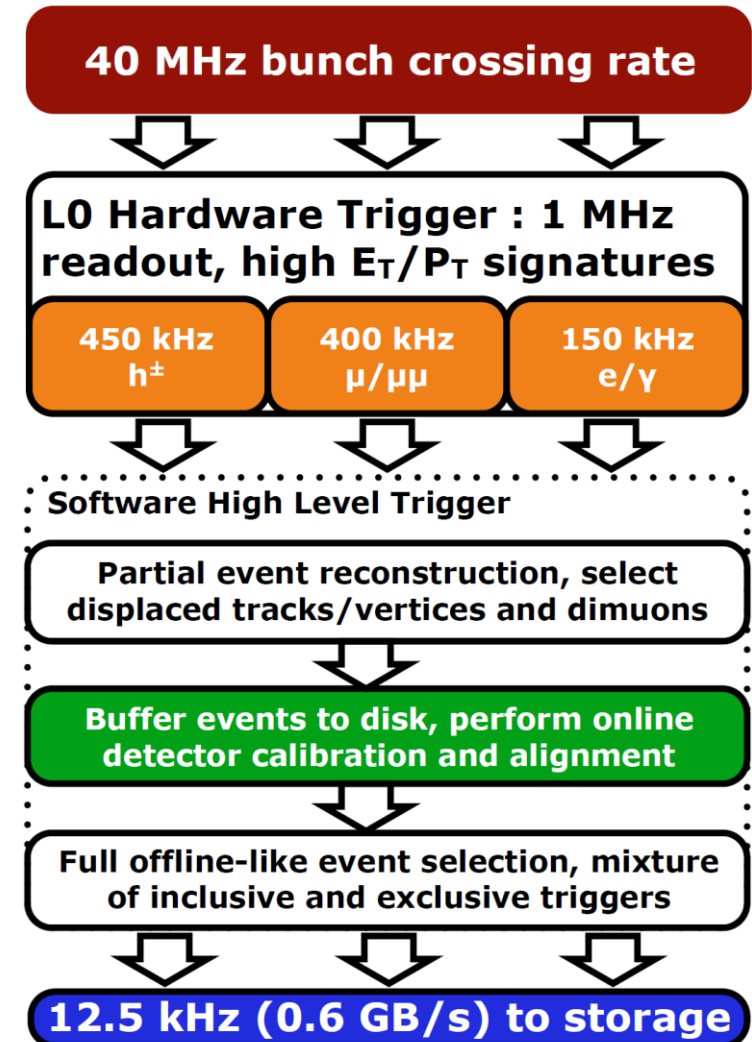 40 MHz bunch crossing rate
L0 Hardware Trigger : 1 MHz
readout, high E_T/P_T signatures
450 kHz
h±
400 kHz
μ/μμ
150 kHz
e/γ
Software High Level Trigger
Partial event reconstruction, select
displaced tracks/vertices and dimuons
Buffer events to disk, perform online
detector calibration and alignment
Full offline-like event selection, mixture
of inclusive and exclusive triggers
12.5 kHz (0.6 GB/s) to storage